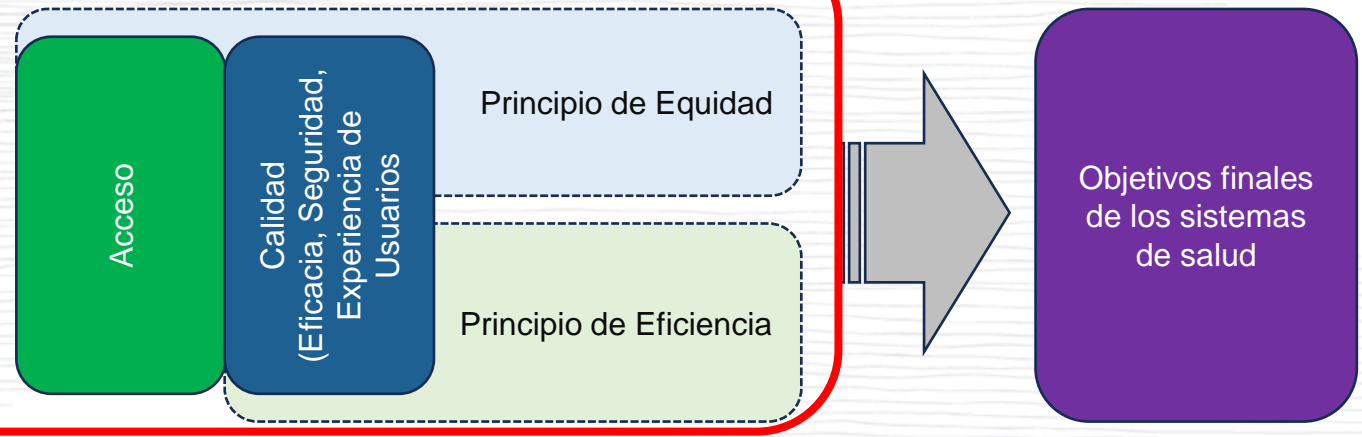 Acceso
Calidad
(Eficacia, Seguridad,
Experiencia de
Usuarios
Principio de Equidad
Principio de Eficiencia
Objetivos finales
de los sistemas
de salud